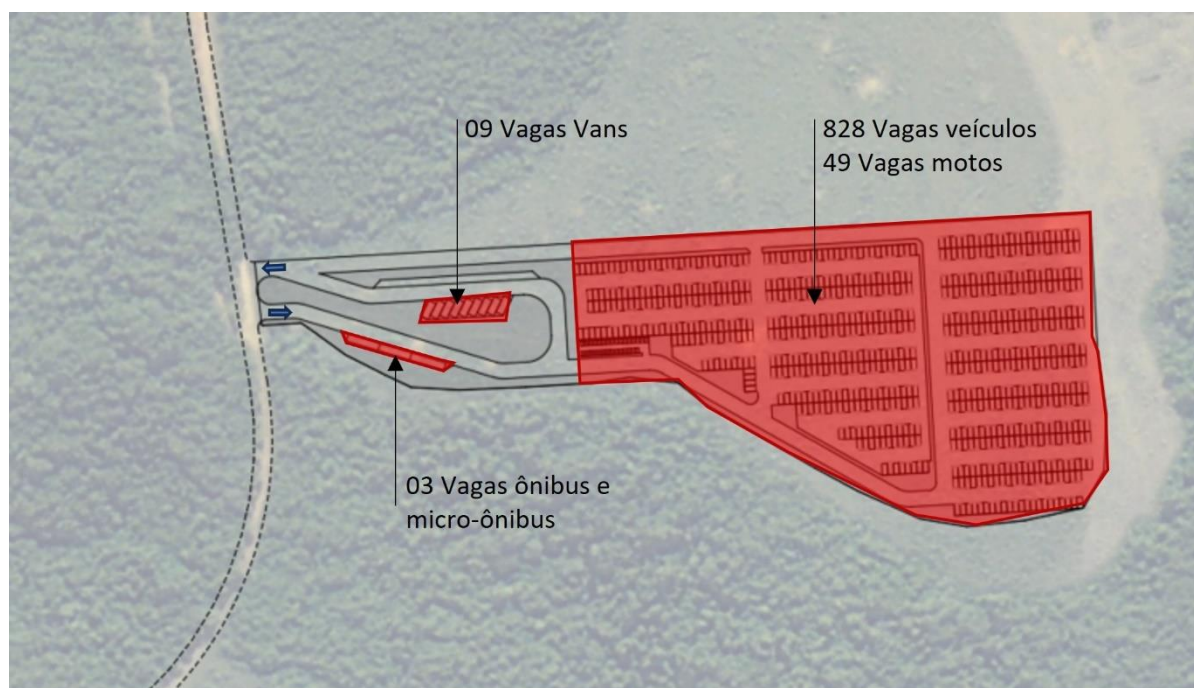 09 Vagas Vans
828 Vagas veículos
49 Vagas motos
03 Vagas ônibus e
micro-ônibus